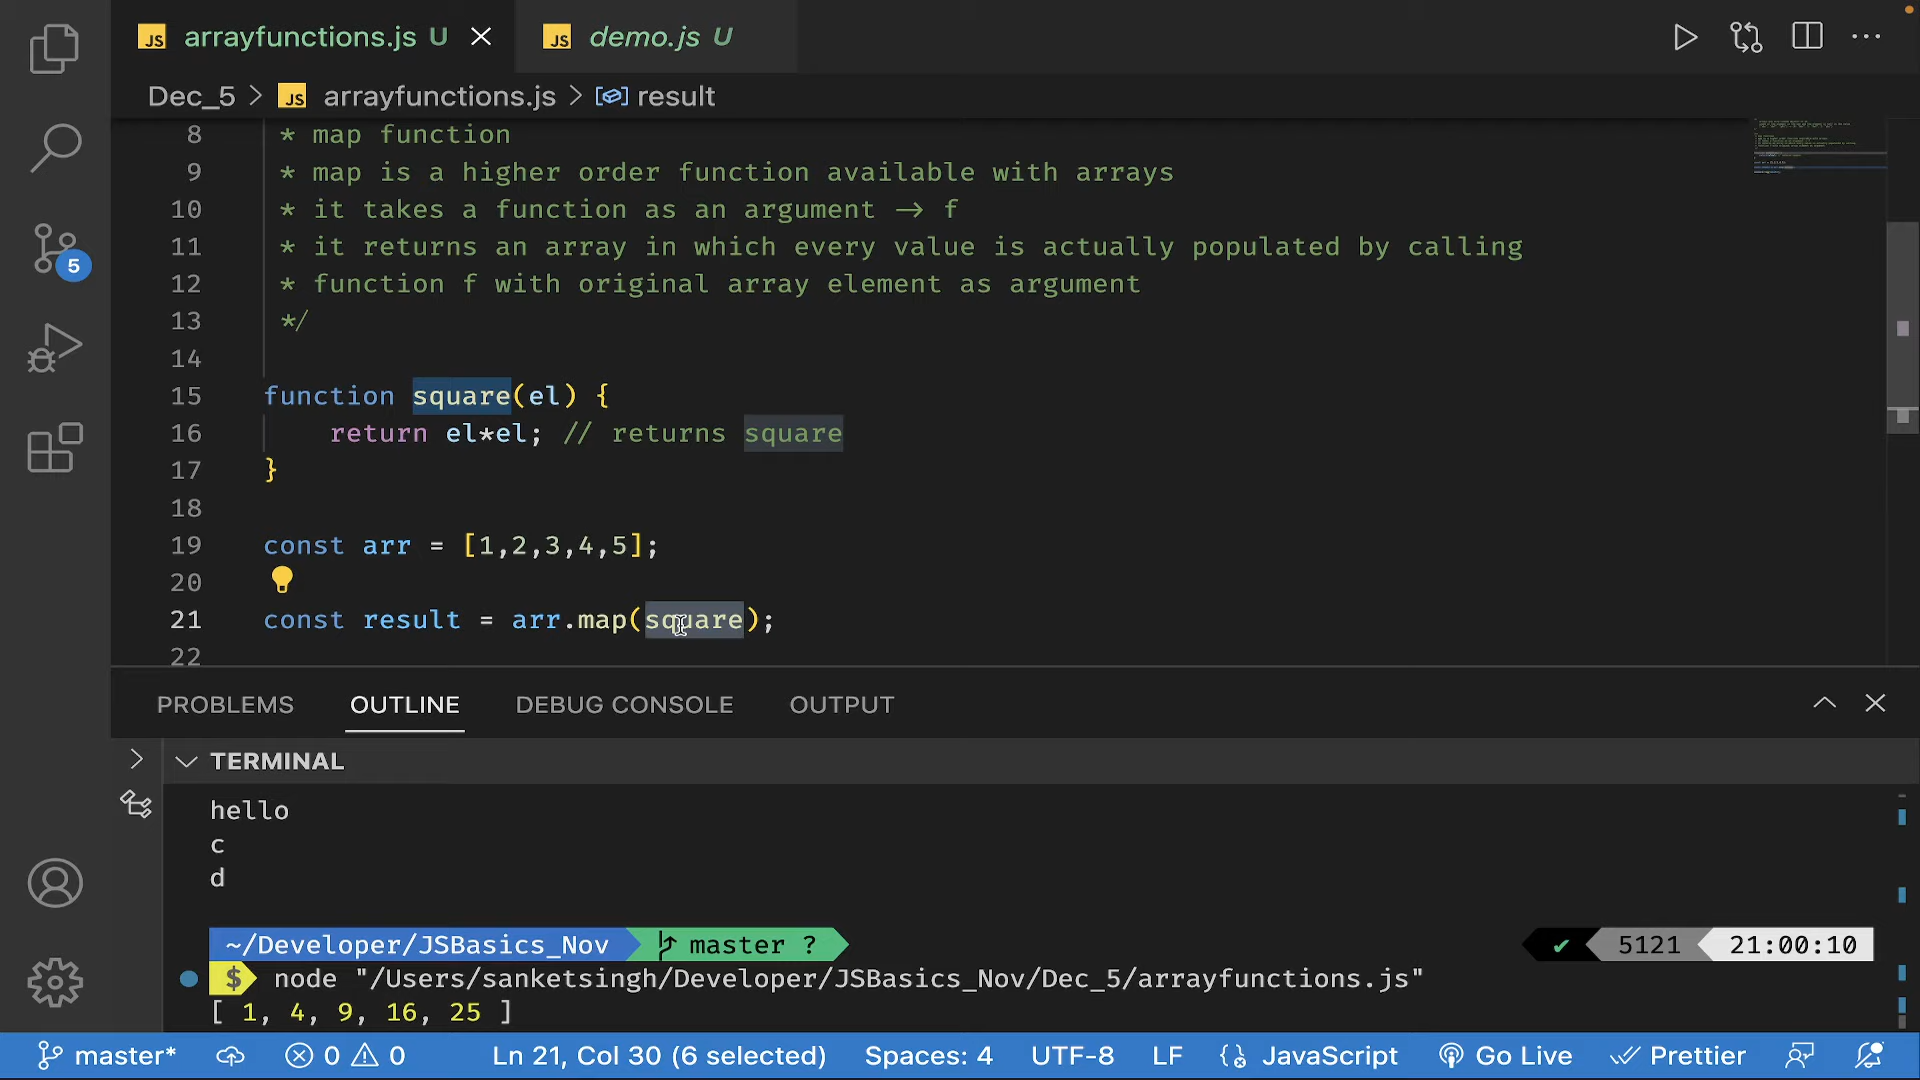 JS arrayfunctions.js U
JS demo.js U
Dec_5 > JS arrayfunctions.js > result
8 * map function
9 * map is a higher order function available with arrays
10 * it takes a function as an argument → f
11 * it returns an array in which every value is actually populated by calling
12 * function f with original array element as argument
13 */
14
15 function square(el) {
16 return el*el; // returns square
17 }
18
19 const arr = [1,2,3,4,5];
20
21 const result = arr.map(square);
22
5
PROBLEMS OUTLINE DEBUG CONSOLE OUTPUT
TERMINAL
hello
c
d
~/Developer/JSBasics_Nov master ? ✔ 5121 21:00:10
$ node "/Users/sanketsingh/Developer/JSBasics_Nov/Dec_5/arrayfunctions.js"
[ 1, 4, 9, 16, 25 ]
master* 0 0 Ln 21, Col 30 (6 selected) Spaces: 4 UTF-8 LF JavaScript Go Live Prettier